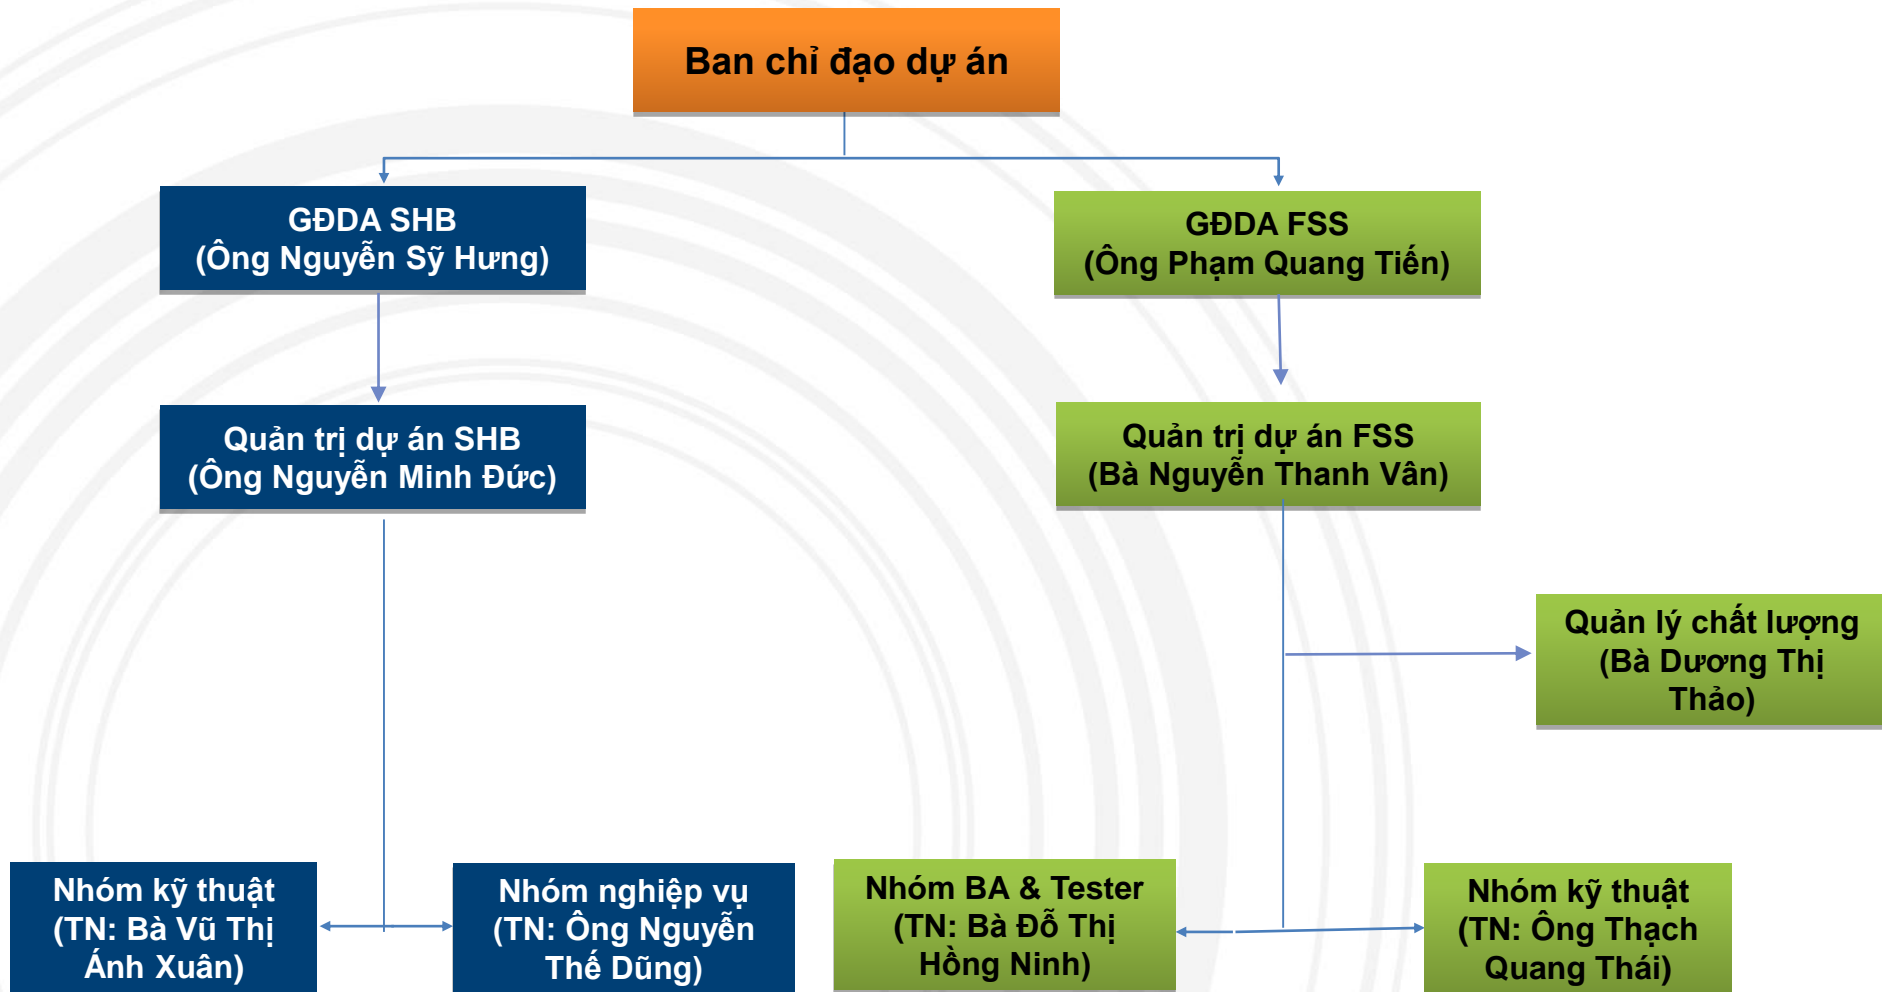 Ban chỉ đạo dự án
GĐDA SHB
(Ông Nguyễn Sỹ Hưng)
GĐDA FSS
(Ông Phạm Quang Tiến)
Quản trị dự án SHB
(Ông Nguyễn Minh Đức)
Quản trị dự án FSS
(Bà Nguyễn Thanh Vân)
Quản lý chất lượng
(Bà Dương Thị
Thảo)
Nhóm kỹ thuật
(TN: Bà Vũ Thị
Ánh Xuân)
Nhóm nghiệp vụ
(TN: Ông Nguyễn
Thế Dũng)
Nhóm BA & Tester
(TN: Bà Đỗ Thị
Hồng Ninh)
Nhóm kỹ thuật
(TN: Ông Thạch
Quang Thái)